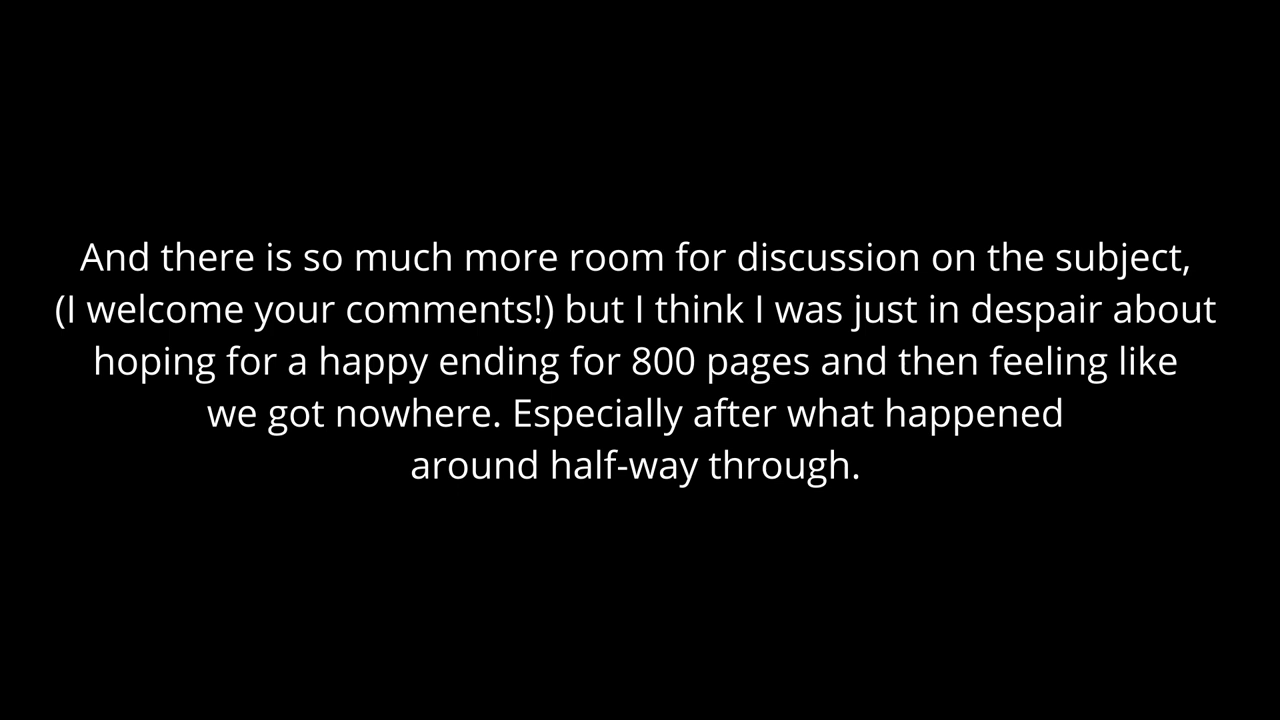 And there is so much more room for discussion on the subject,
(I welcome your comments!) but I think I was just in despair about
hoping for a happy ending for 800 pages and then feeling like
we got nowhere. Especially after what happened
around half-way through.